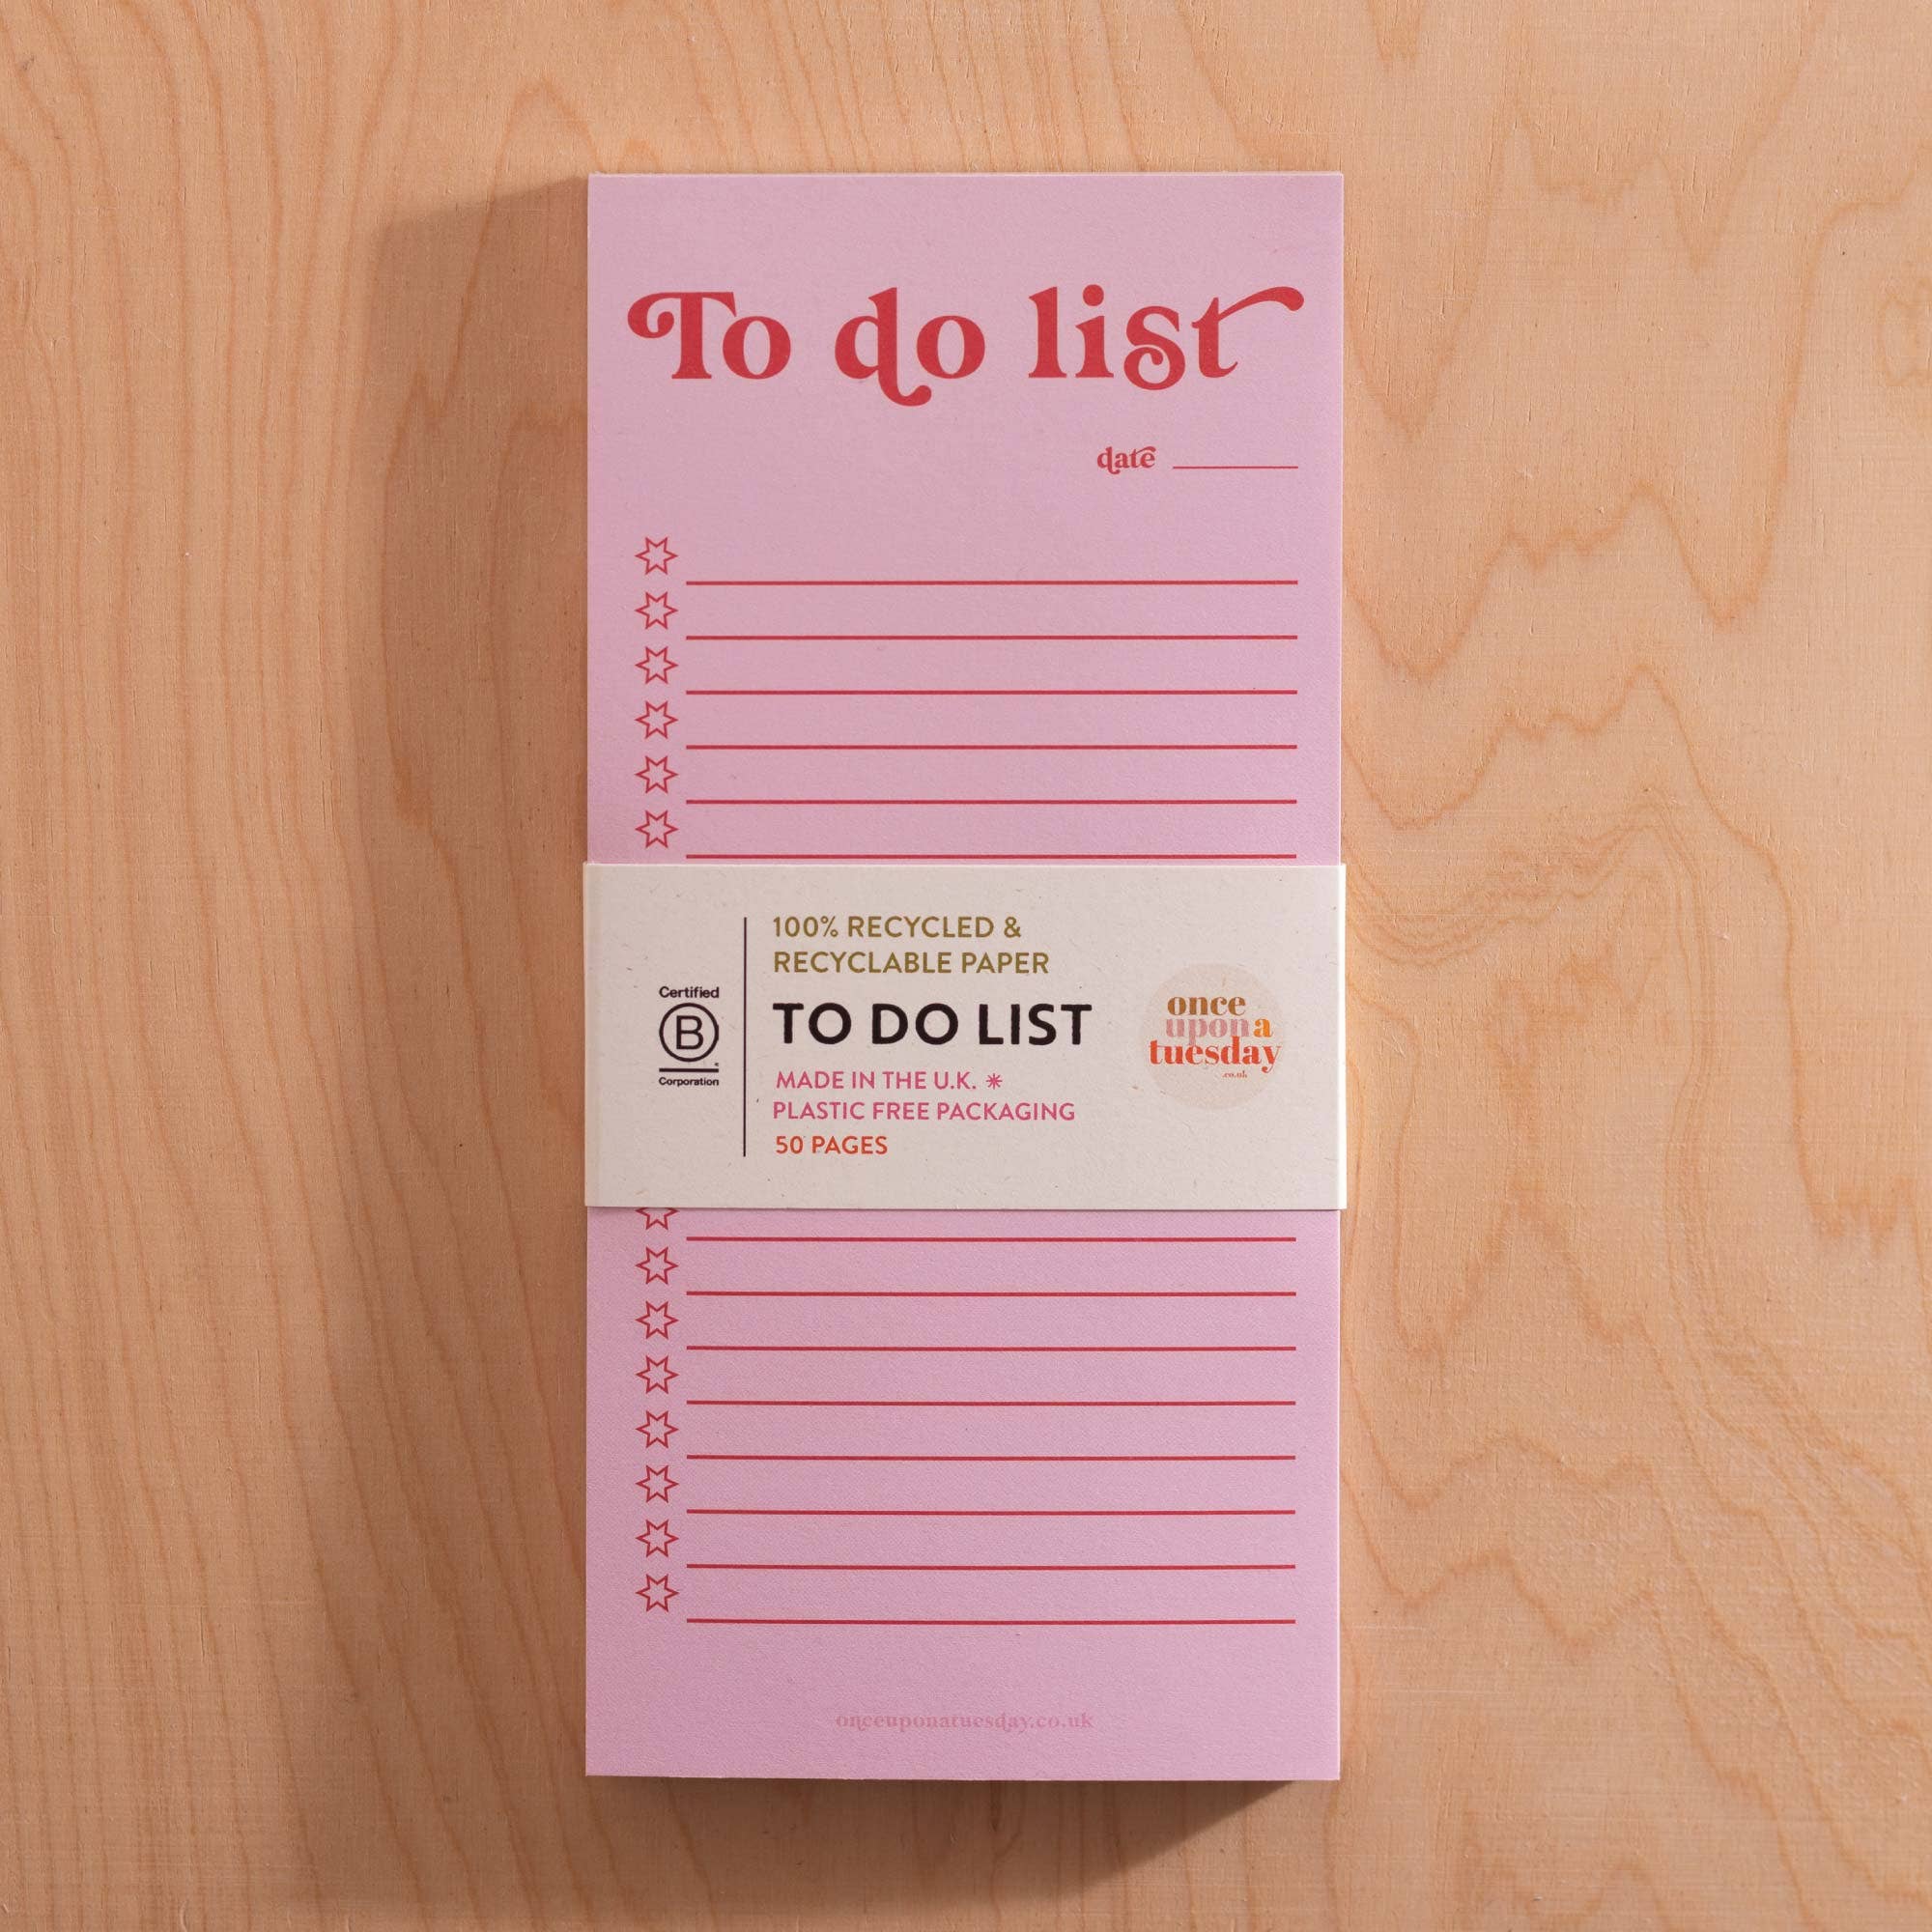 To do list
date
100% RECYCLED &
RECYCLABLE PAPER
TO DO LIST
MADE IN THE U.K. *
PLASTIC FREE PACKAGING
50 PAGES
Certified
B
Corporation
once
upon a
tuesday
.co.uk
onceuponatuesday.co.uk